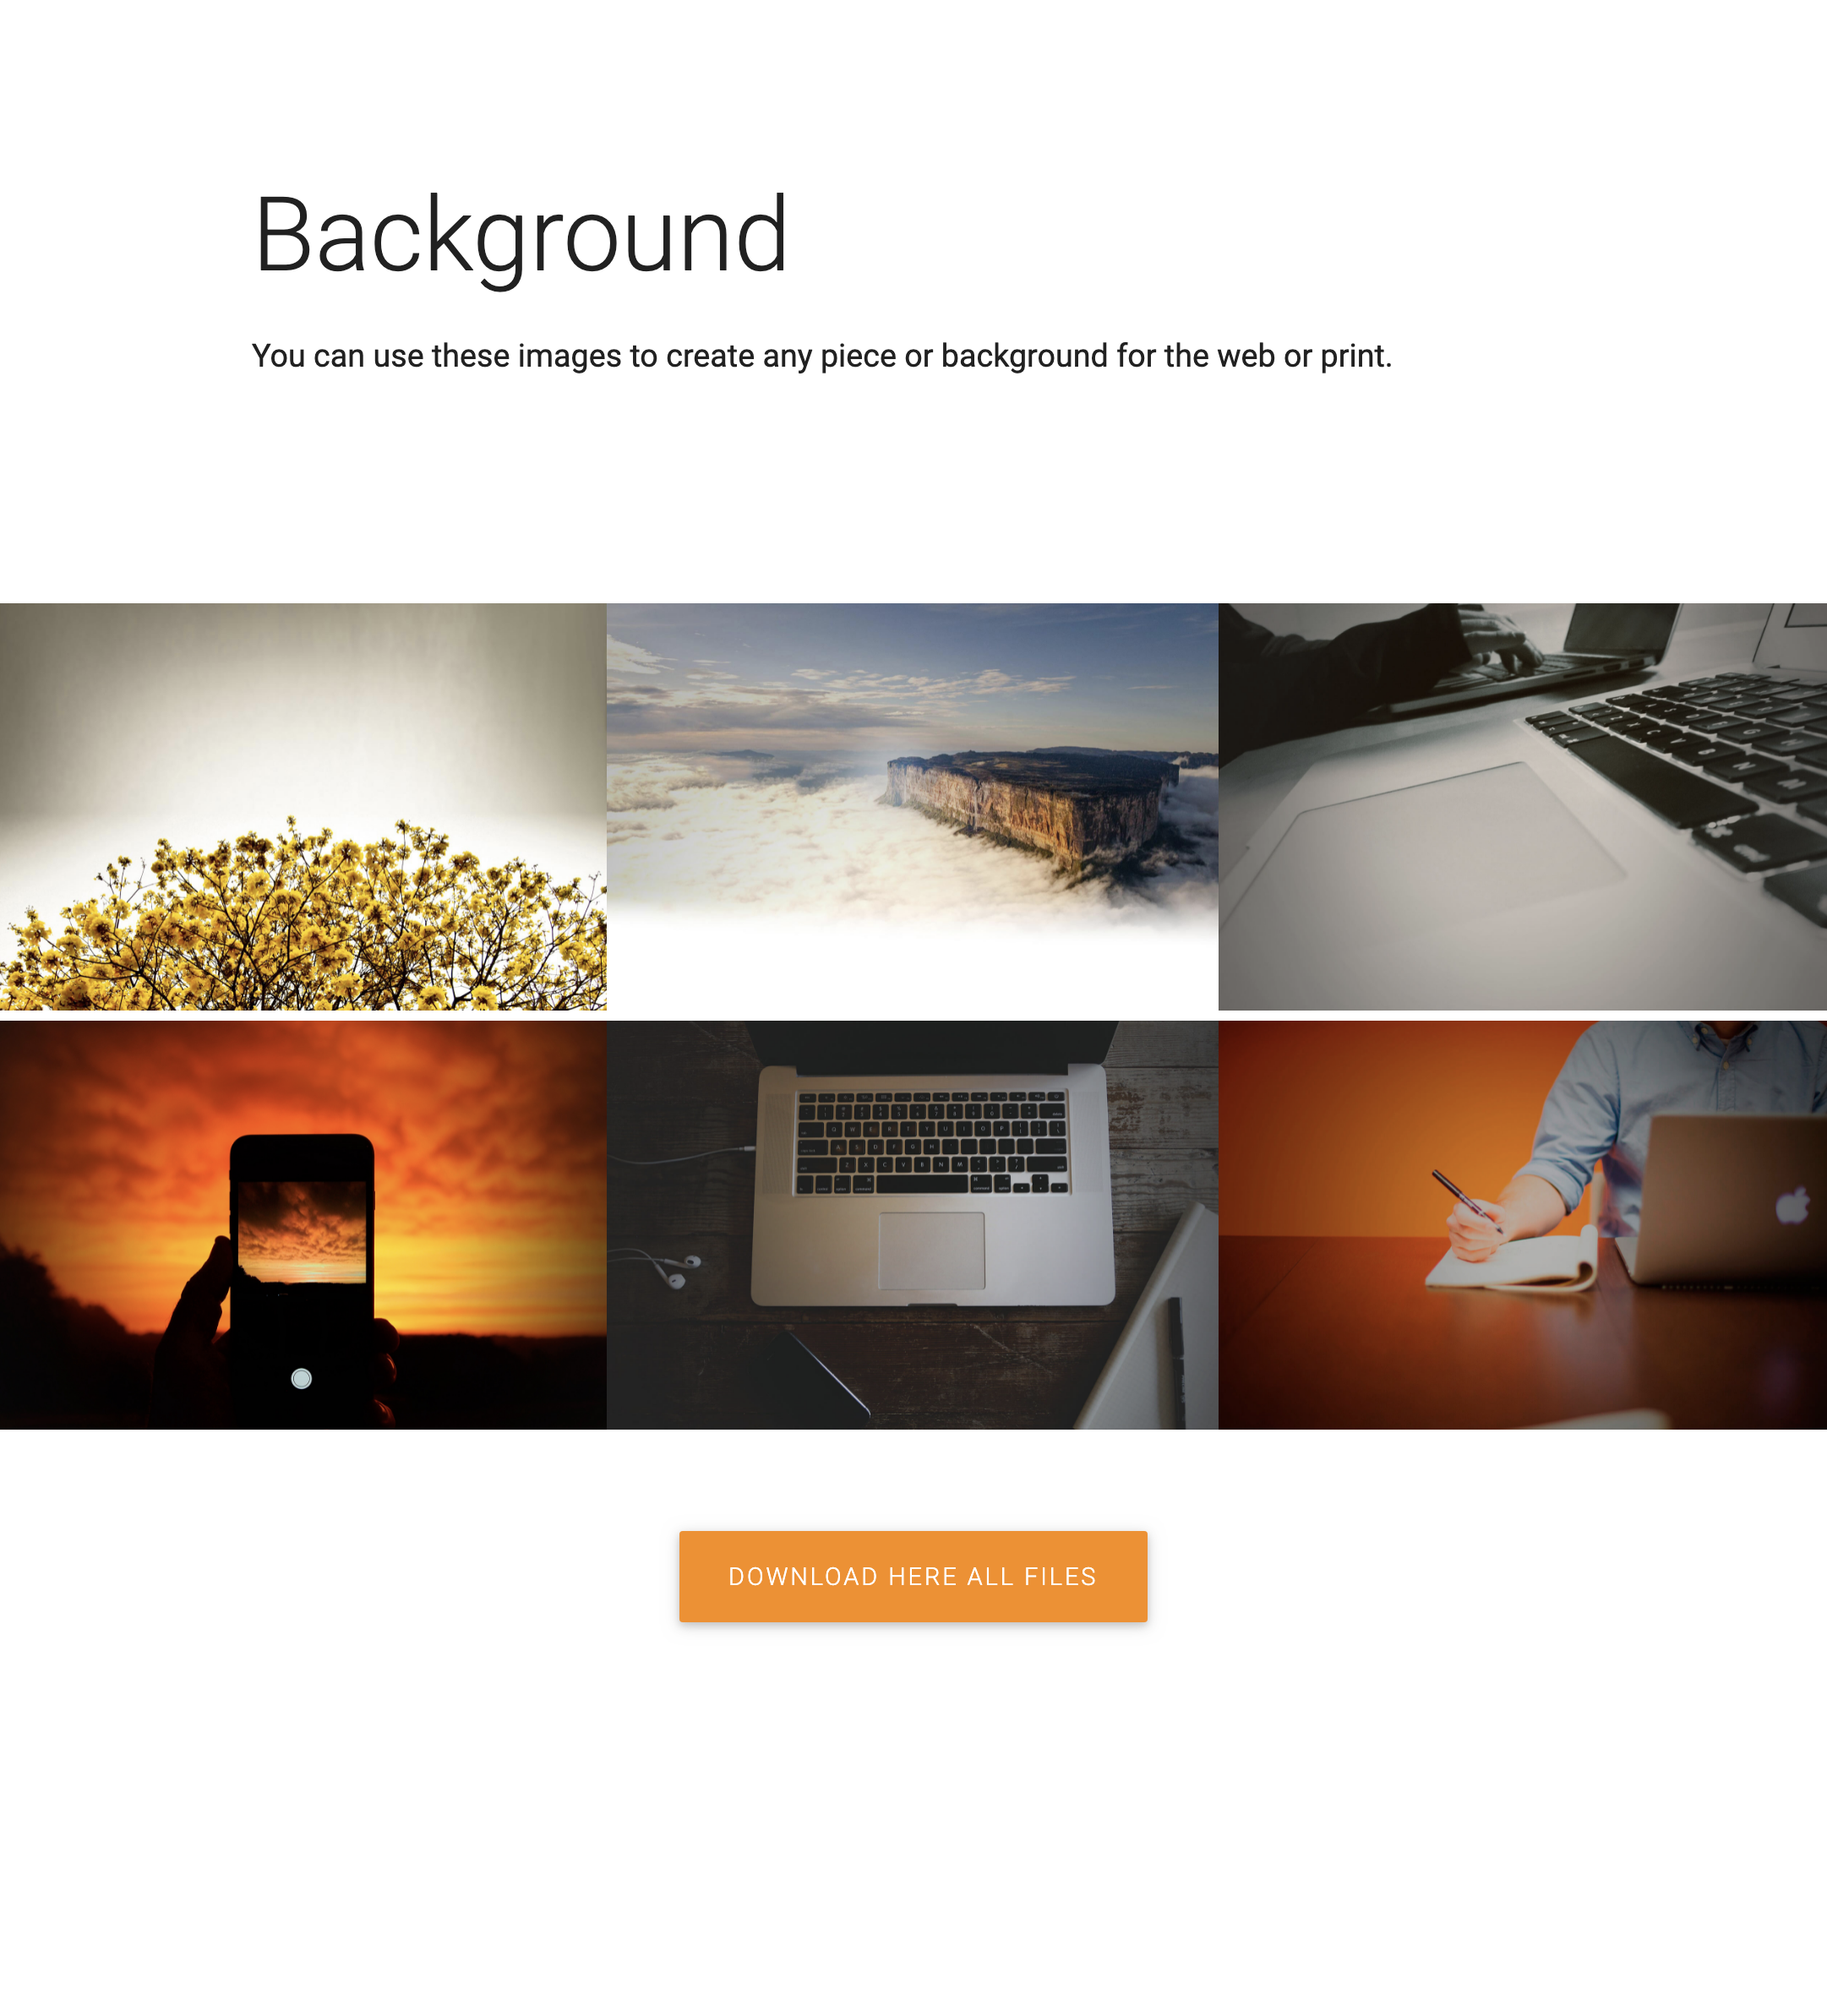 Background
You can use these images to create any piece or background for the web or print.
DOWNLOAD HERE ALL FILES